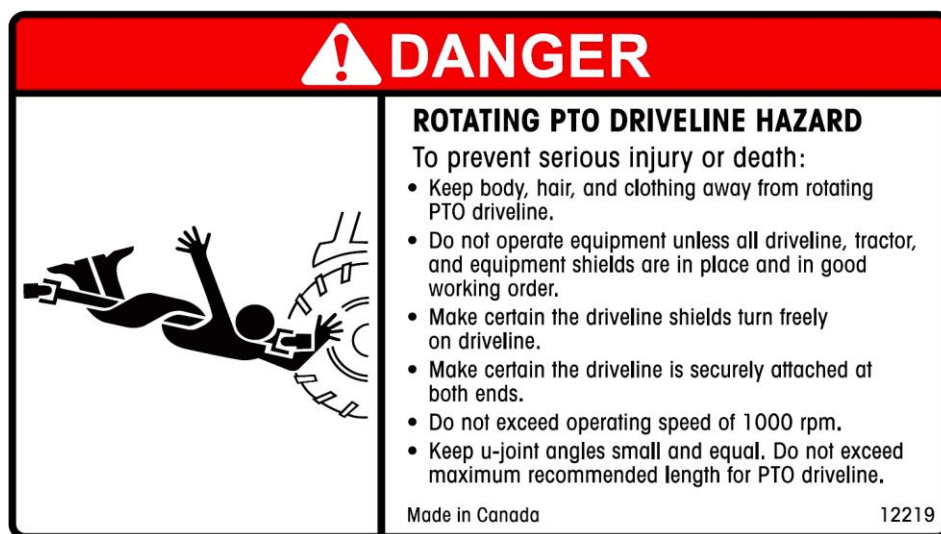 DANGER
ROTATING PTO DRIVELINE HAZARD
To prevent serious injury or death:
• Keep body, hair, and clothing away from rotating
PTO driveline.
• Do not operate equipment unless all driveline, tractor,
and equipment shields are in place and in good
working order.
• Make certain the driveline shields turn freely
on driveline.
• Make certain the driveline is securely attached at
both ends.
• Do not exceed operating speed of 1000 rpm.
• Keep u-joint angles small and equal. Do not exceed
maximum recommended length for PTO driveline.
Made in Canada 12219